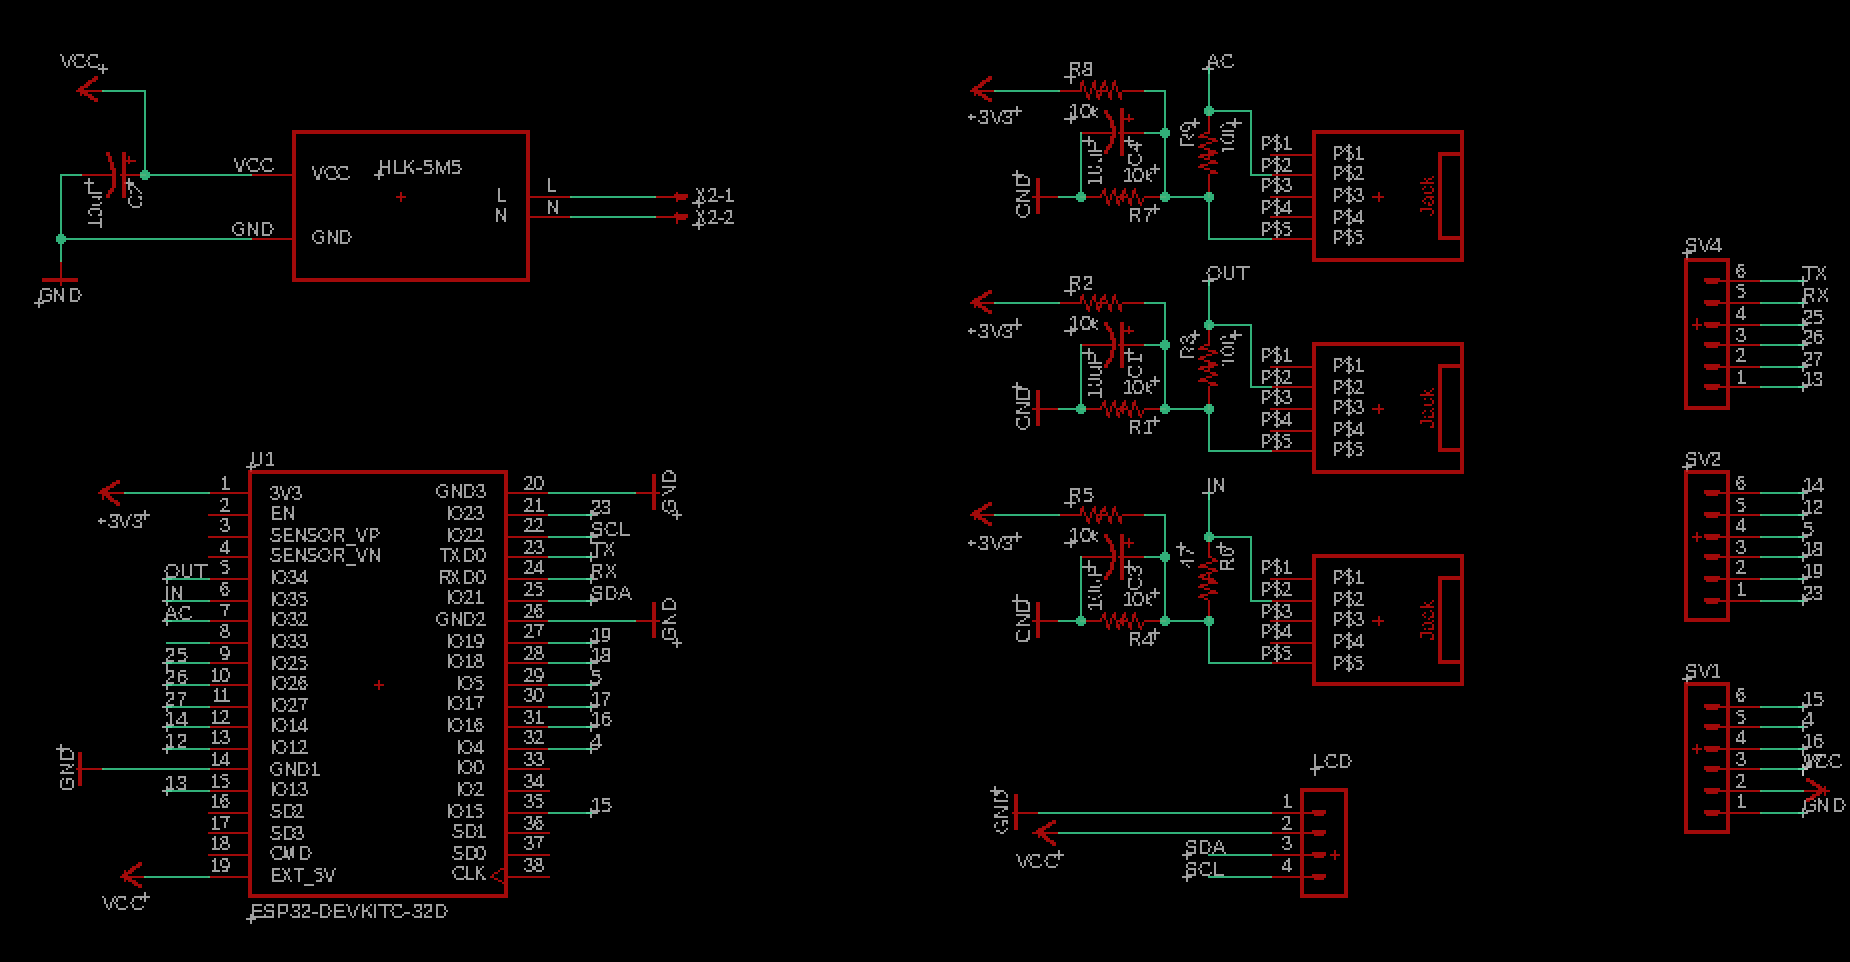 VCC
HLK-5M5
VCC
VCC
L
L
X2-1
N
N
X2-2
C2
GND
GND
GND
U1
1 3V3
+3V3
2 EN
3 SENSOR_VP
4 SENSOR_VN
OUT 5 IO34
IN 6 IO35
AC 7 IO32
8 IO33
25 9 IO25
26 10 IO26
27 11 IO27
14 12 IO14
12 13 IO12
GND 14 GND1
13 15 IO13
16 SD2
17 SD3
18 CMD
19 EXT_5V
VCC
GND3 20 GND
IO23 21 23
IO22 22 SCL
TXD0 23 TX
RXD0 24 RX
IO21 25 SDA
GND2 26 GND
IO19 27 19
IO18 28 18
IO5 29 5
IO17 30 17
IO16 31 16
IO4 32 4
IO0 33
IO2 34
IO15 35 15
SD1 36
SD0 37
CLK 38
ESP32-DEVKITC-32D
R8
10k
+3V3
10uF
C4
10k
R7
GND
AC
R9
100
P$1 P$1
P$2 P$2
P$3 P$3
P$4 P$4
P$5 P$5
Jack
R2
10k
+3V3
10uF
C1
10k
R1
GND
OUT
R3
100
P$1 P$1
P$2 P$2
P$3 P$3
P$4 P$4
P$5 P$5
Jack
R5
10k
+3V3
10uF
C3
10k
R4
GND
IN
47
R6
P$1 P$1
P$2 P$2
P$3 P$3
P$4 P$4
P$5 P$5
Jack
LCD
GND 1
VCC 2
SDA 3
SCL 4
SV4
6 TX
5 RX
4 25
3 26
2 27
1 13
SV2
6 14
5 12
4 5
3 18
2 19
1 23
SV1
6 15
5 4
4 16
3 VCC
2
1 GND